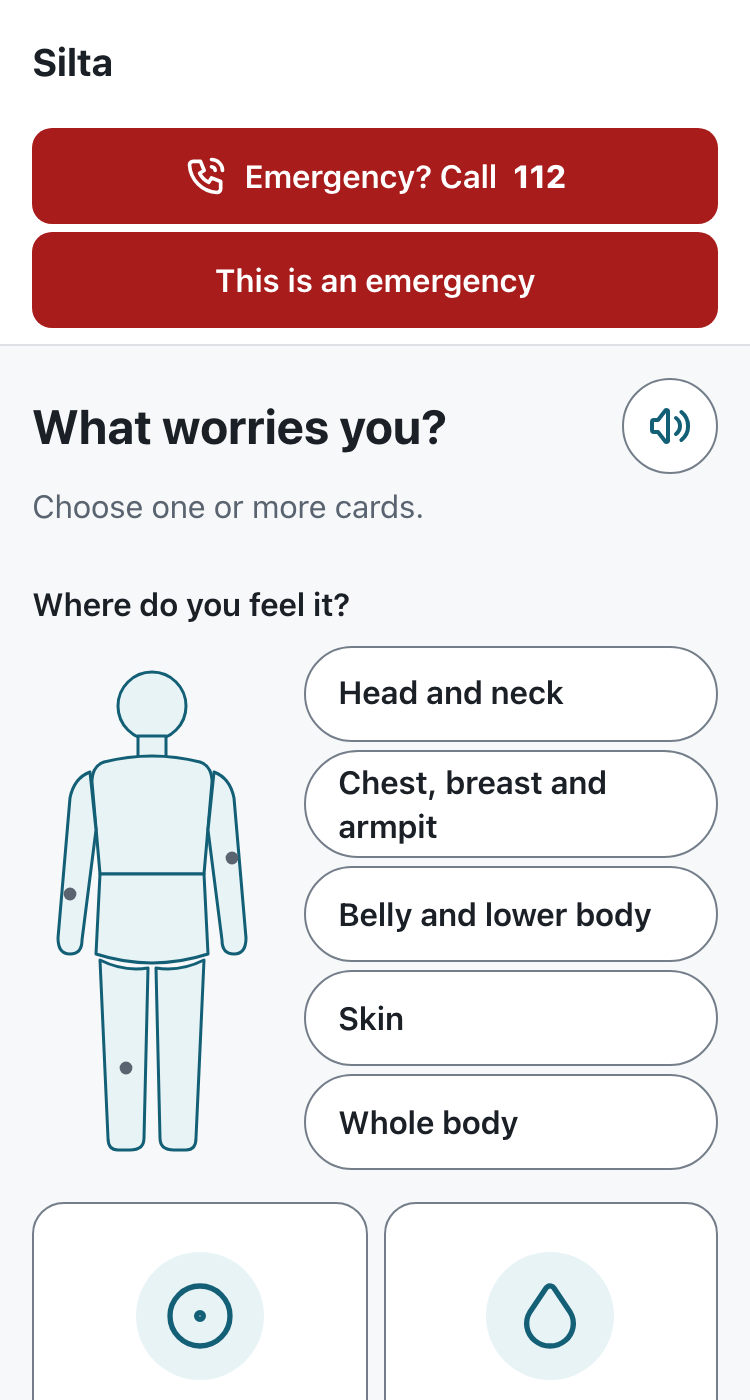 Silta
Emergency? Call 112
This is an emergency
What worries you?
Choose one or more cards.
Where do you feel it?
Head and neck
Chest, breast and
armpit
Belly and lower body
Skin
Whole body